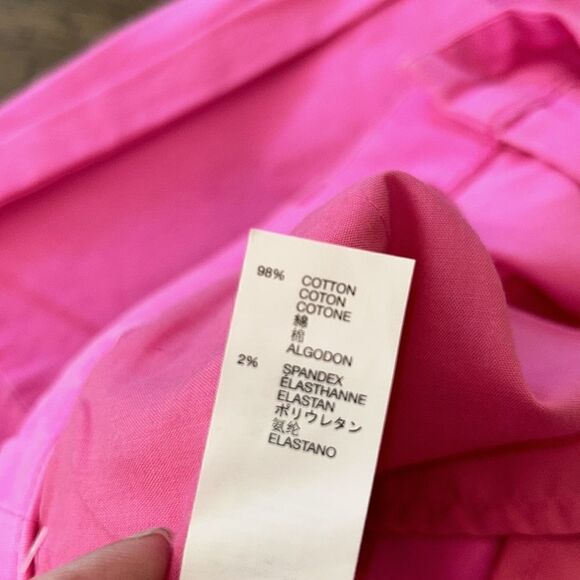 98% COTTON
COTON
COTONE
綿
棉
ALGODON
2% SPANDEX
ÉLASTHANNE
ELASTAN
ポリウレタン
氨纶
ELASTANO